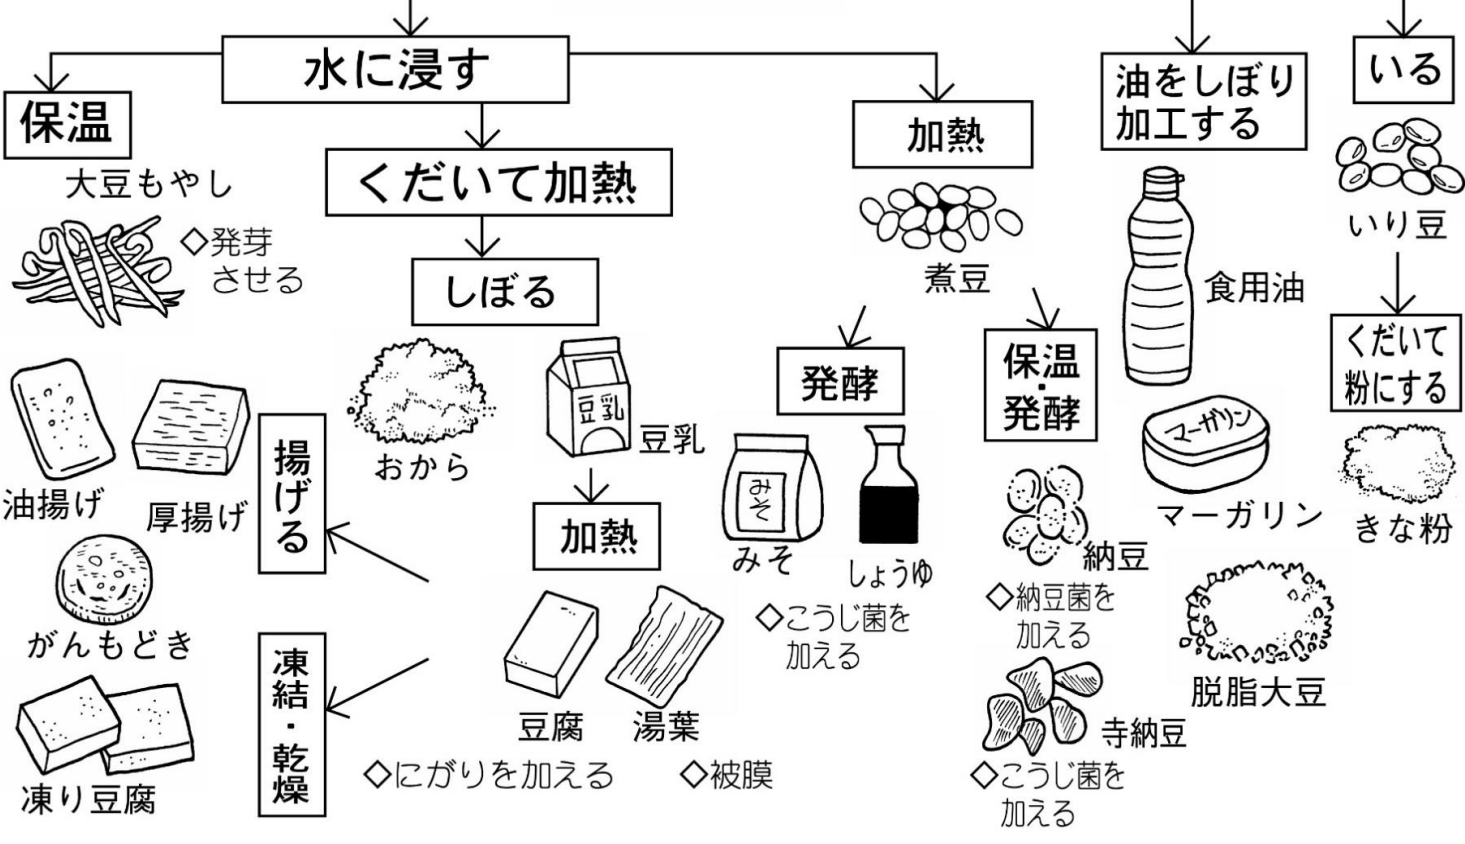 水に浸す
保温
大豆もやし
◇発芽
させる
くだいて加熱
しぼる
おから
豆乳
豆乳
加熱
豆腐
◇にがりを加える
湯葉
◇被膜
揚げる
油揚げ
厚揚げ
がんもどき
凍結・乾燥
凍り豆腐
加熱
煮豆
発酵
みそ
みそ
しょうゆ
◇こうじ菌を
加える
保温・発酵
納豆
◇納豆菌を
加える
寺納豆
◇こうじ菌を
加える
油をしぼり
加工する
食用油
マーガリン
マーガリン
脱脂大豆
いる
いり豆
くだいて
粉にする
きな粉